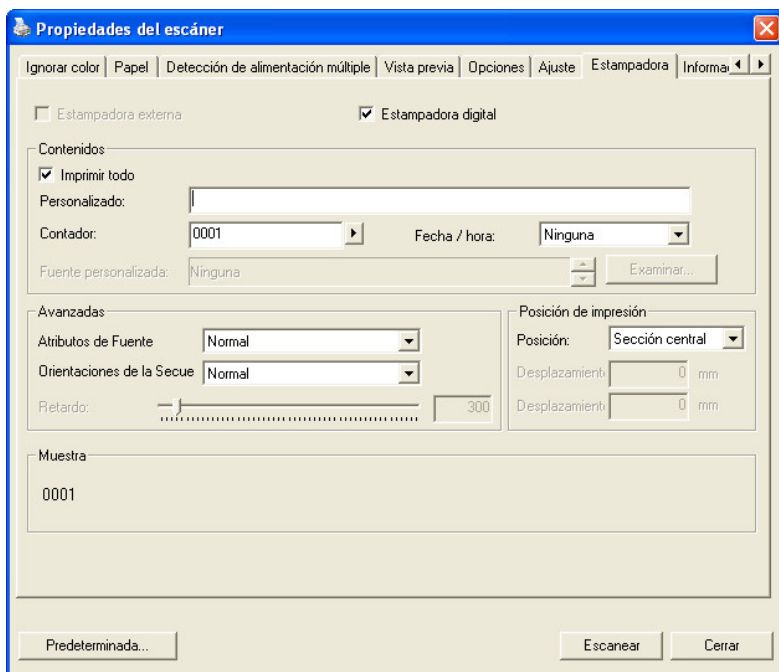 Propiedades del escáner
Ignorar color Papel Detección de alimentación múltiple Vista previa Opciones Ajuste Estampadora Informa
Estampadora externa Estampadora digital
Contenidos
Imprimir todo
Personalizado:
Contador: 0001 Fecha / hora: Ninguna
Fuente personalizada: Ninguna Examinar...
Avanzadas Posición de impresión
Atributos de Fuente Normal Posición: Sección central
Orientaciones de la Secue Normal Desplazamient 0 mm
Retardo: 300 Desplazamient 0 mm
Muestra
0001
Predeterminada... Escanear Cerrar